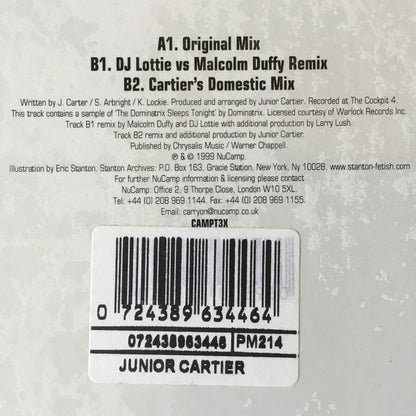 A1. Original Mix
B1. DJ Lottie vs Malcolm Duffy Remix
B2. Cartier's Domestic Mix
Written by J. Carter / S. Arbright / K. Lockie. Produced and arranged by Junior Cartier. Recorded at The Cockpit 4.
This track contains a sample of 'The Dominatrix Sleeps Tonight' by Dominatrix. Licensed courtesy of Warlock Records Inc.
Track B1 remix by Malcolm Duffy and DJ Lottie with additional production by Larry Lush.
Track B2 remix and additional production by Junior Cartier.
Published by Chrysalis Music / Warner Chappell.
℗ & © 1999 NuCamp.
Illustration by Eric Stanton. Stanton Archives: P.O. BOX 163, Gracie Station, New York, Ny 10028. www.stanton-fetish.com
For further NuCamp information & licensing please contact
NuCamp: Office 2, 9 Thorpe Close, London W10 5XL.
Tel: +44 (0) 208 969 1144. Fax: +44 (0) 208 969 1155.
Email: carryon@nucamp.co.uk
CAMPT3X
0 724389 634464
072438963446 PM214
JUNIOR CARTIER